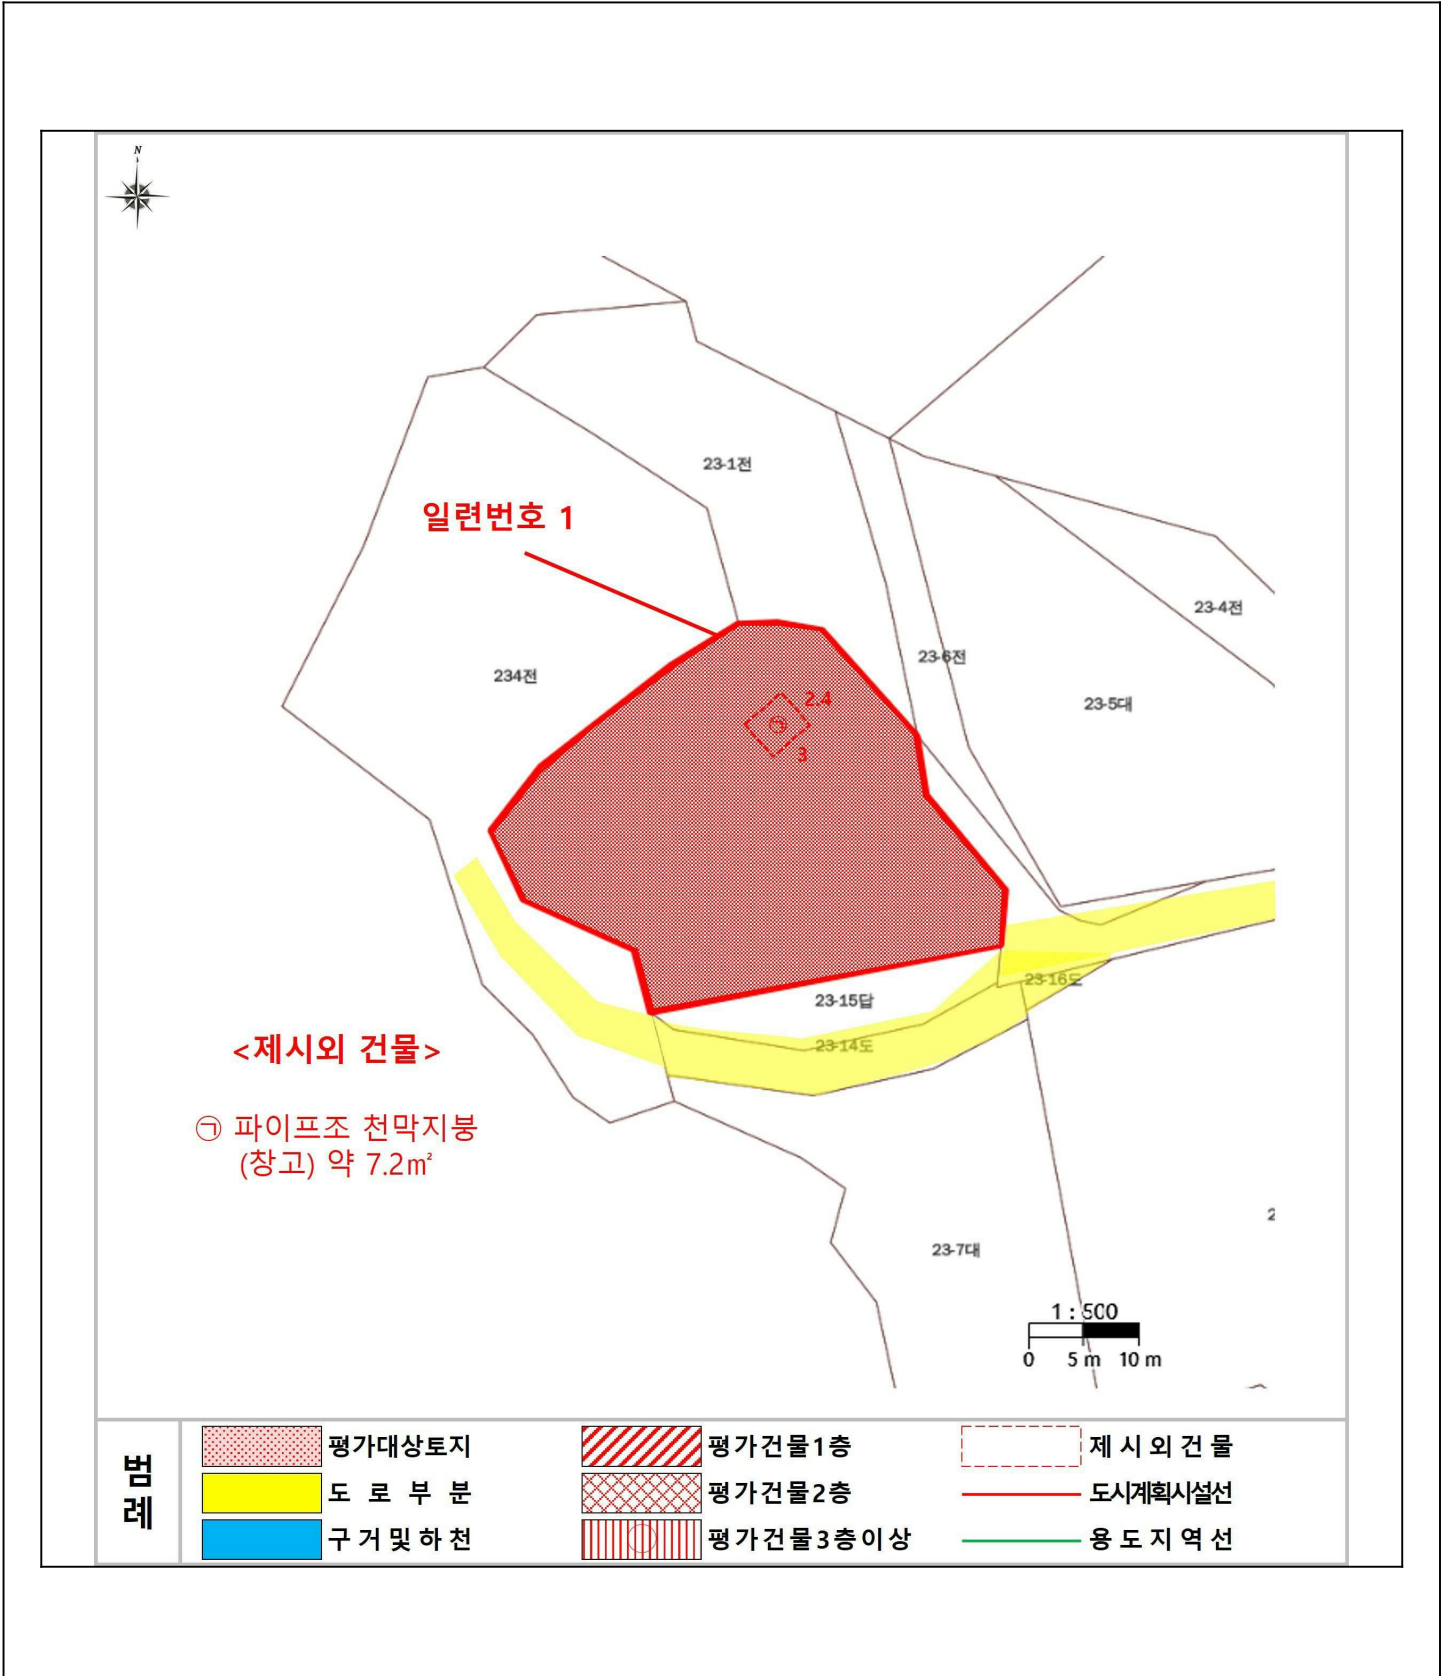 N
23-1전
일련번호 1
23-4전
23-6전
234전
2.4
23-5대
㉠
3
23-16도
23-15답
<제시외 건물>
23-14도
㉠ 파이프조 천막지붕
(창고) 약 7.2㎡
2
23-7대
1 : 500
0 5 m 10 m
범례
평가대상토지
평가건물1층
제시외건물
도로부분
평가건물2층
도시계획시설선
구거및하천
평가건물3층이상
용도지역선